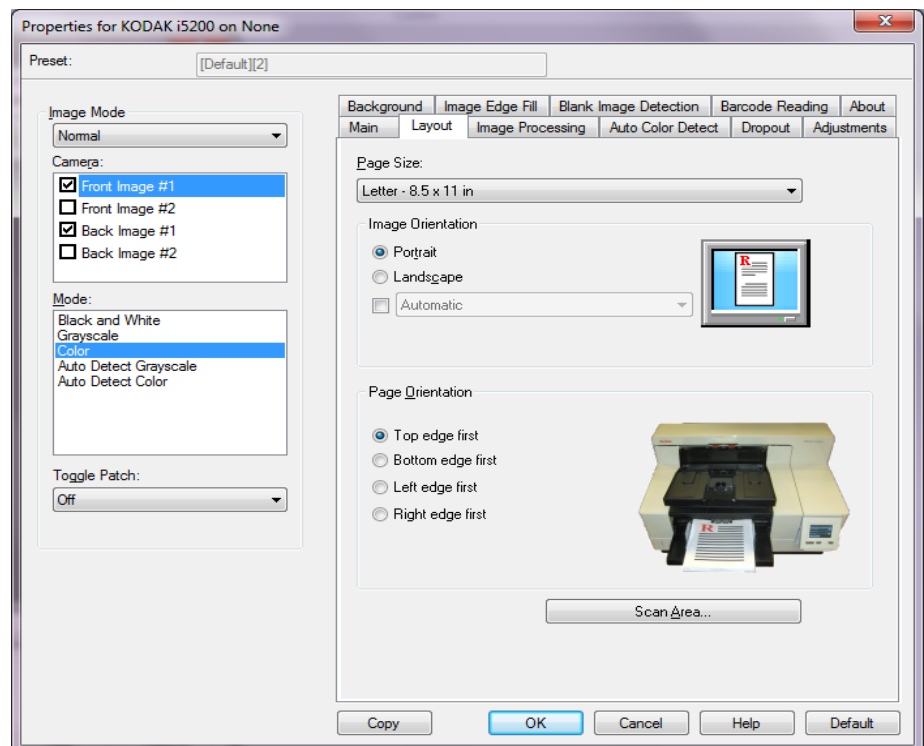 Properties for KODAK i5200 on None
Preset:
[Default][2]
Image Mode
Normal
Camera:
Front Image #1
Front Image #2
Back Image #1
Back Image #2
Mode:
Black and White
Grayscale
Color
Auto Detect Grayscale
Auto Detect Color
Toggle Patch:
Off
Background
Image Edge Fill
Blank Image Detection
Barcode Reading
About
Main
Layout
Image Processing
Auto Color Detect
Dropout
Adjustments
Page Size:
Letter - 8.5 x 11 in
Image Orientation
Portrait
Landscape
Automatic
R
Page Orientation
Top edge first
Bottom edge first
Left edge first
Right edge first
R
Scan Area...
Copy
OK
Cancel
Help
Default